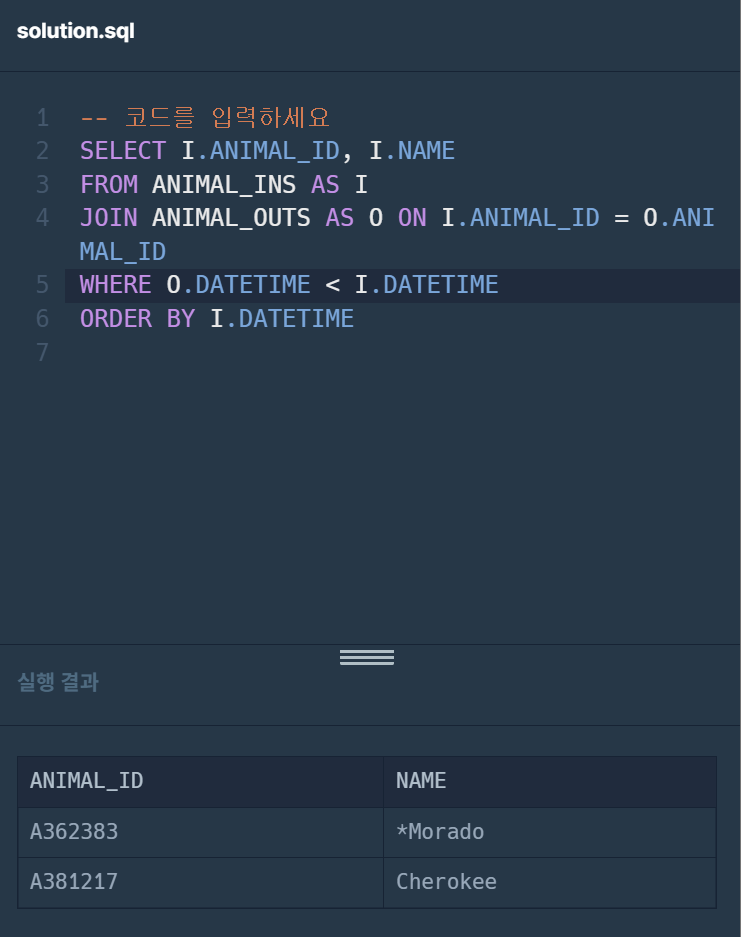 solution.sql
1 -- 코드를 입력하세요
2 SELECT I.ANIMAL_ID, I.NAME
3 FROM ANIMAL_INS AS I
4 JOIN ANIMAL_OUTS AS O ON I.ANIMAL_ID = O.ANI
MAL_ID
5 WHERE O.DATETIME < I.DATETIME
6 ORDER BY I.DATETIME
7
실행 결과
ANIMAL_ID NAME
A362383 *Morado
A381217 Cherokee